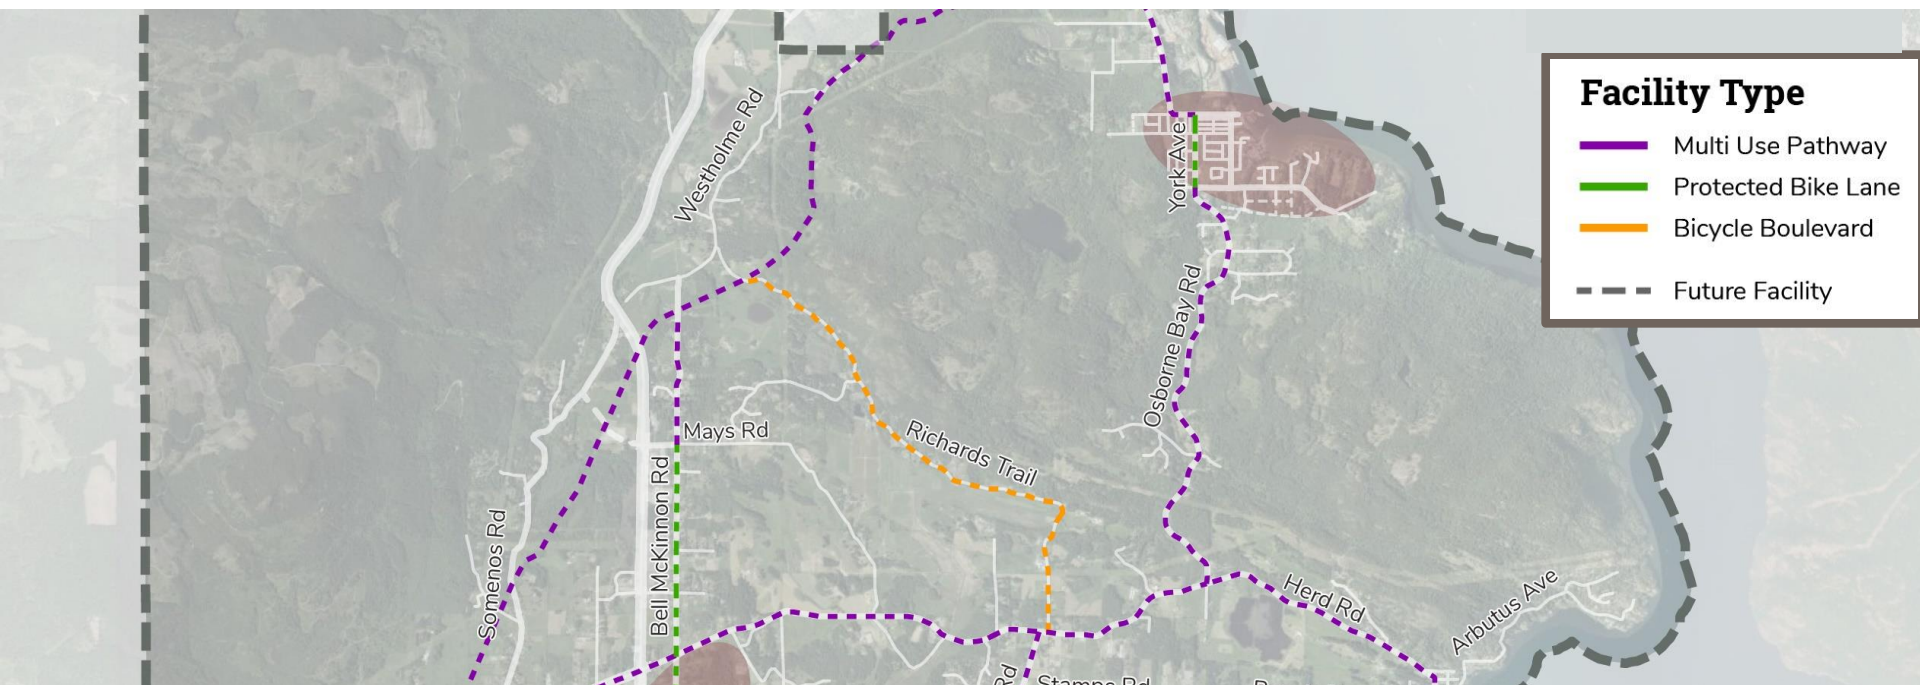 Facility Type
Multi Use Pathway
Protected Bike Lane
Bicycle Boulevard
Future Facility
Westholme Rd
York Ave
Osborne Bay Rd
Mays Rd
Richards Trail
Bell McKinnon Rd
Somenos Rd
Herd Rd
Arbutus Ave
Rd
Stamps Rd